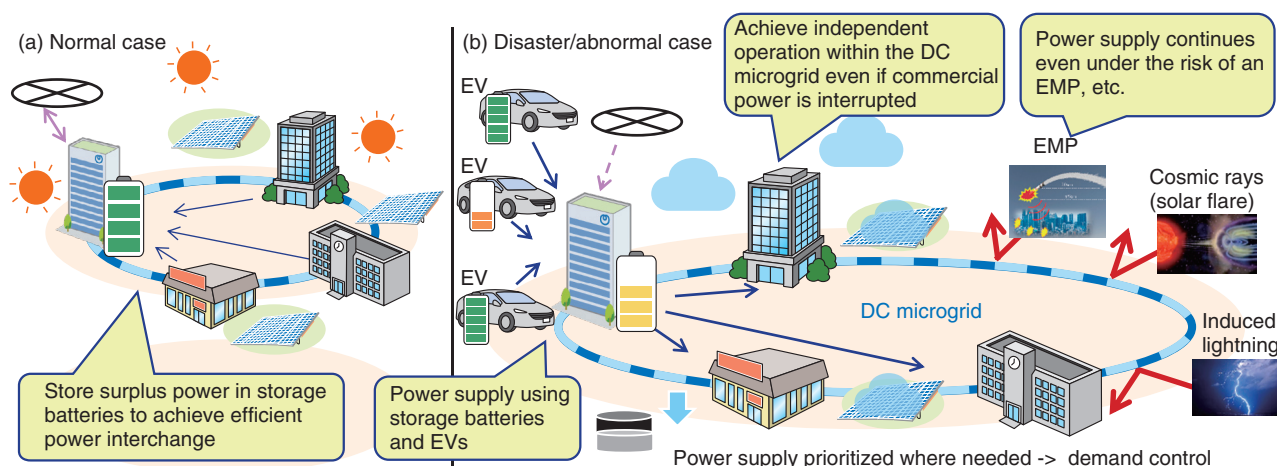 (a) Normal case
Store surplus power in storage
batteries to achieve efficient
power interchange
(b) Disaster/abnormal case
EV
EV
EV
Achieve independent
operation within the DC
microgrid even if commercial
power is interrupted
Power supply continues
even under the risk of an
EMP, etc.
EMP
Cosmic rays
(solar flare)
DC microgrid
Induced
lightning
Power supply using
storage batteries
and EVs
Power supply prioritized where needed -> demand control